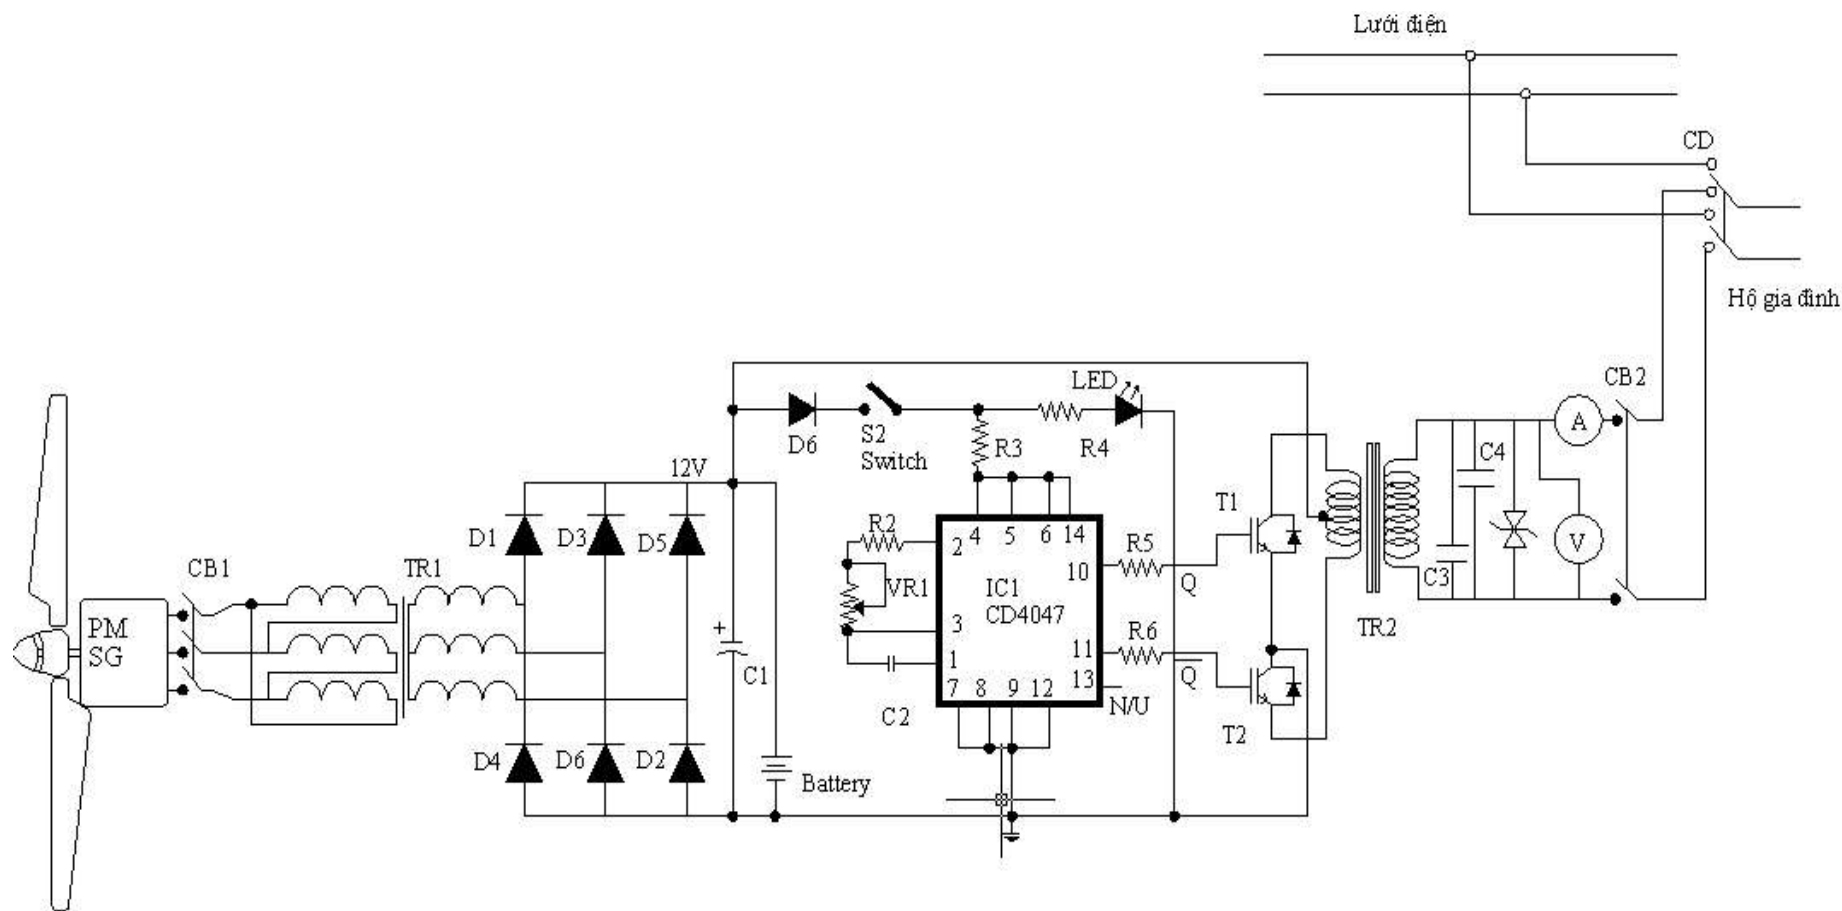 Lưới điện
CD
Hộ gia đình
LED
CB2
D6
S2
Switch
R3
R4
A
C4
12V
T1
D1
D3
D5
R2
4
5
6
14
2
10
R5
V
CB1
TR1
VR1
IC1
CD4047
Q
C3
PM
SG
3
R6
TR2
1
11
C1
7
8
9
12
13
Q
N/U
C2
T2
D4
D6
D2
Battery
+